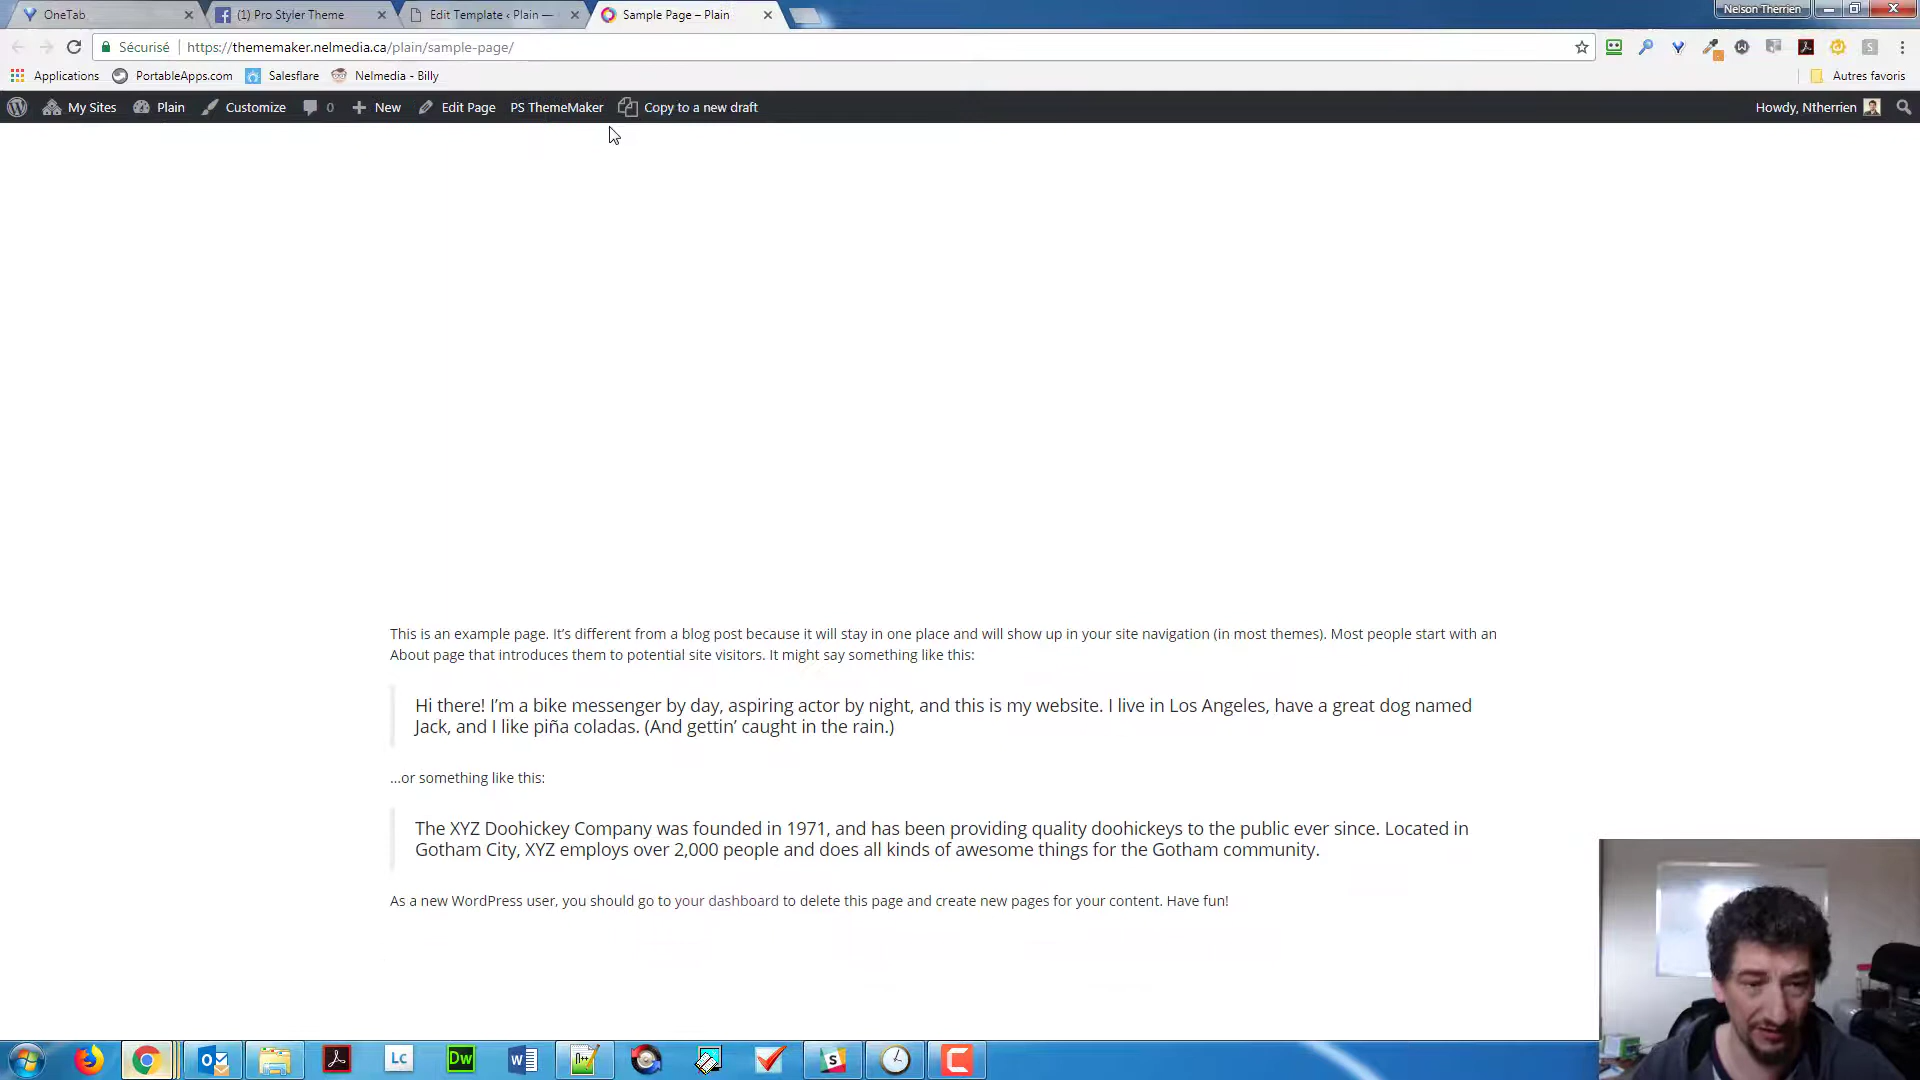 OneTab
(1) Pro Styler Theme
Edit Template ‹ Plain —
Sample Page – Plain
Nelson Therrien
Sécurisé
https://thememaker.nelmedia.ca/plain/sample-page/
Applications
PortableApps.com
Salesflare
Nelmedia - Billy
Autres favoris
My Sites
Plain
Customize
0
New
Edit Page
PS ThemeMaker
Copy to a new draft
Howdy, Ntherrien
This is an example page. It’s different from a blog post because it will stay in one place and will show up in your site navigation (in most themes). Most people start with an
About page that introduces them to potential site visitors. It might say something like this:
Hi there! I’m a bike messenger by day, aspiring actor by night, and this is my website. I live in Los Angeles, have a great dog named
Jack, and I like piña coladas. (And gettin’ caught in the rain.)
…or something like this:
The XYZ Doohickey Company was founded in 1971, and has been providing quality doohickeys to the public ever since. Located in
Gotham City, XYZ employs over 2,000 people and does all kinds of awesome things for the Gotham community.
As a new WordPress user, you should go to your dashboard to delete this page and create new pages for your content. Have fun!
Lc
Dw